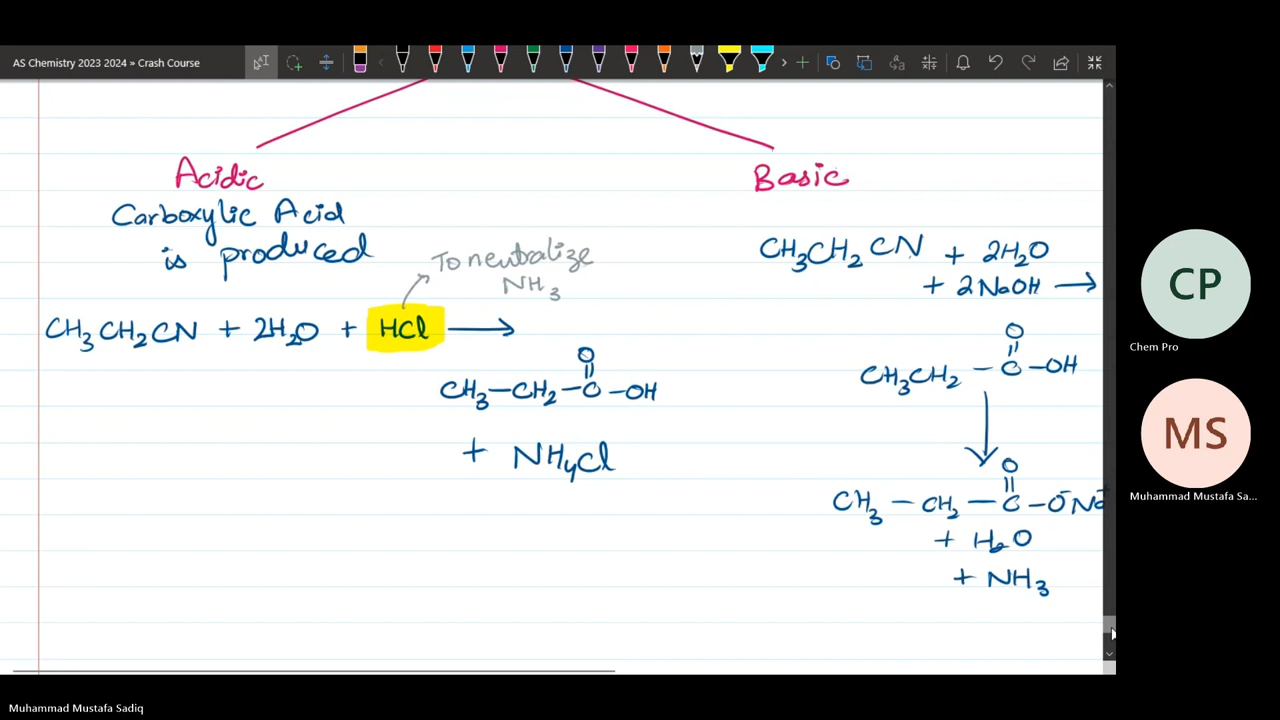 AS Chemistry 2023 2024 » Crash Course
Acidic
Carboxylic Acid
is produced
To neutralize
NH3
CH3CH2CN + 2H2O + HCl ⟶
O
CH3—CH2—C—OH
+ NH4Cl
Basic
CH3CH2CN + 2H2O
+ 2NaOH ⟶
O
CH3CH2 — C—OH
O
CH3 — CH2 — C—O⁻Na⁺
+ H2O
+ NH3
CP
Chem Pro
MS
Muhammad Mustafa Sa...
Muhammad Mustafa Sadiq